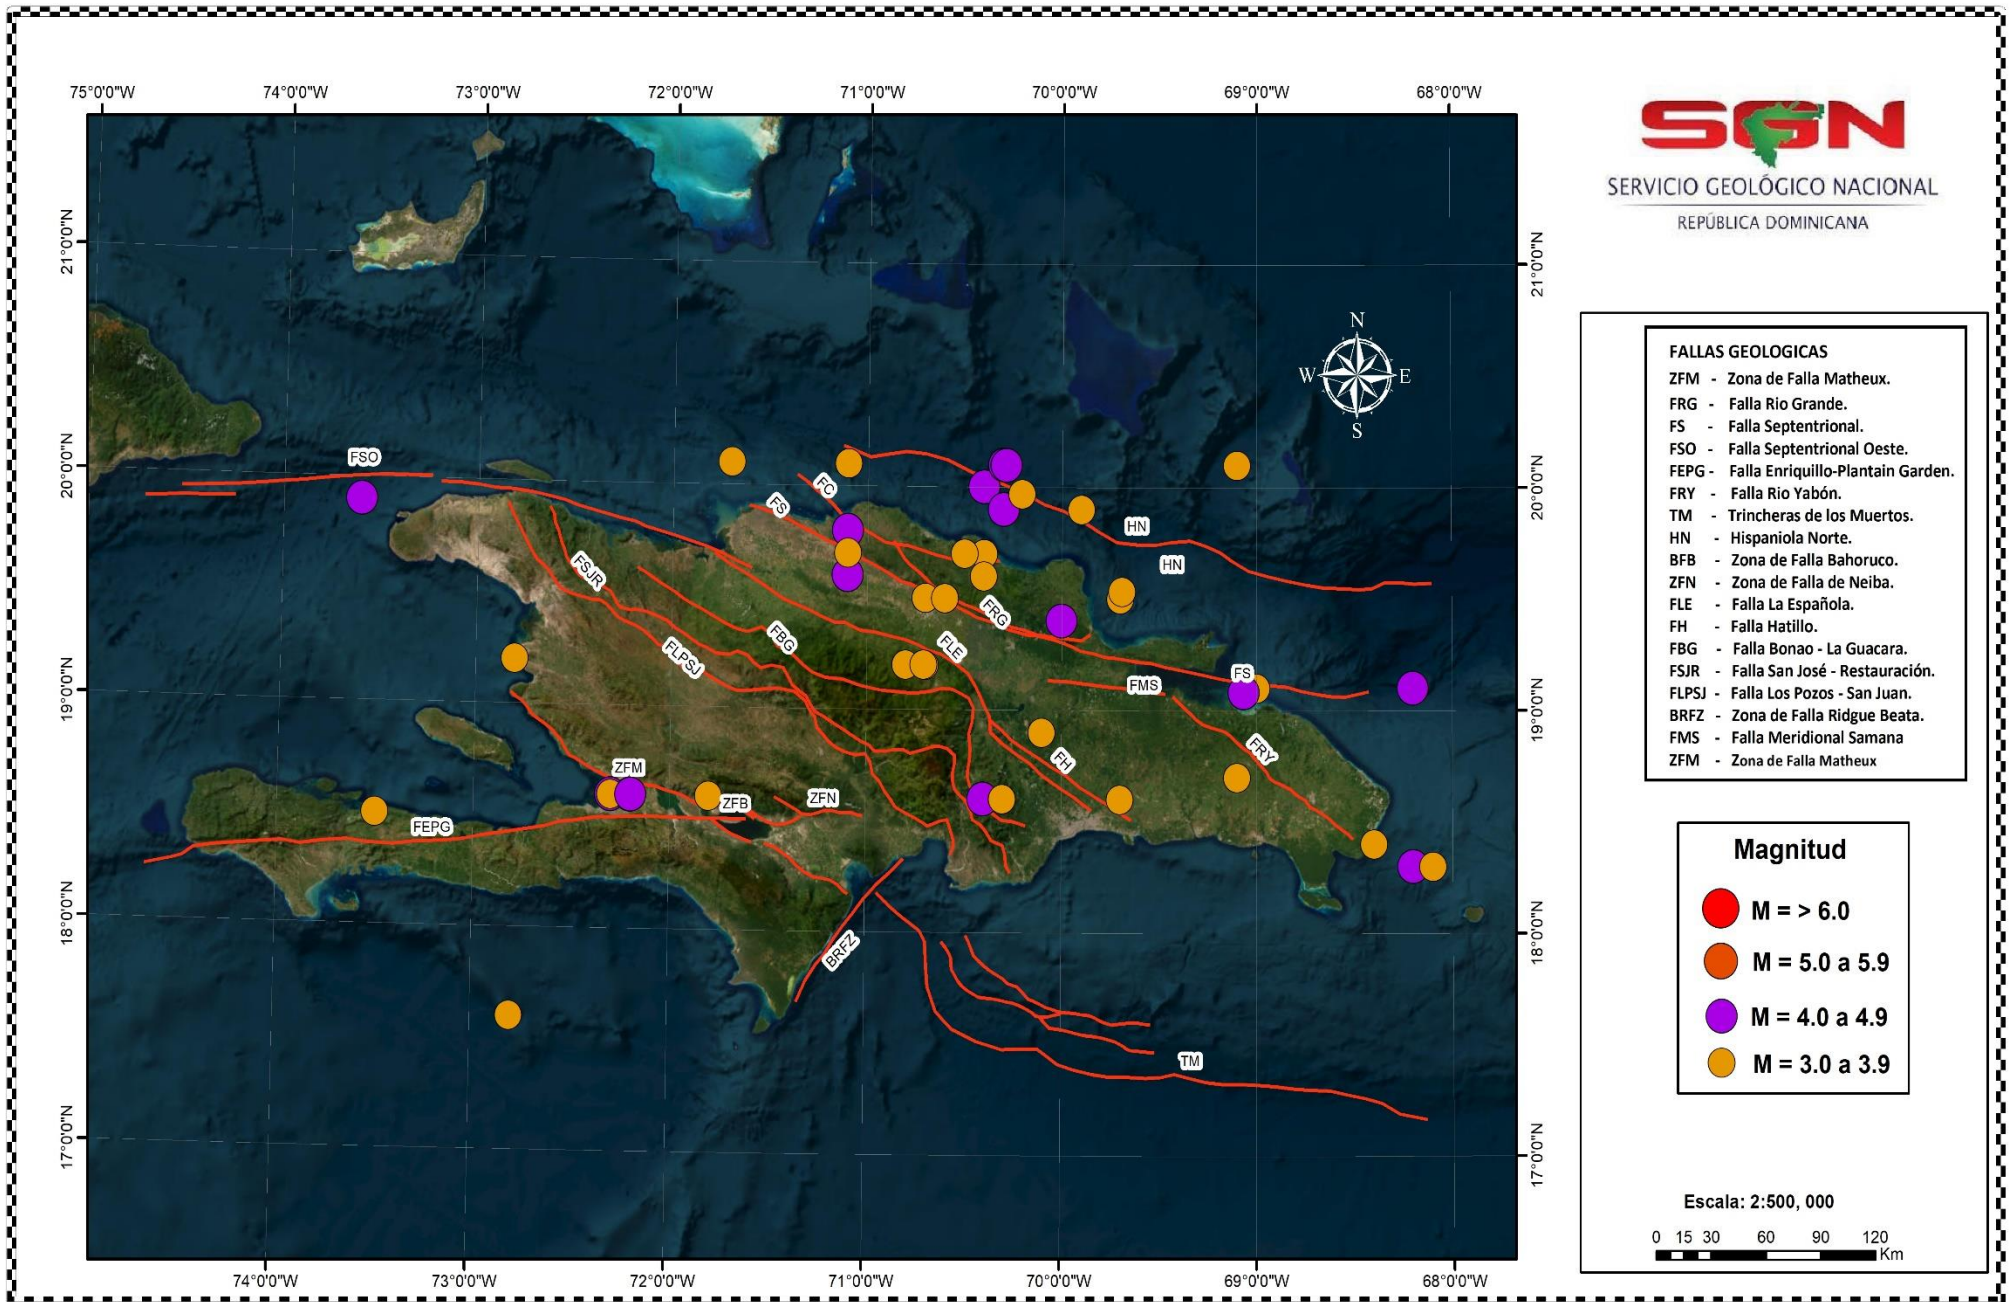 75°0'0"W 74°0'0"W 73°0'0"W 72°0'0"W 71°0'0"W 70°0'0"W 69°0'0"W 68°0'0"W
21°0'0"N
20°0'0"N
19°0'0"N
18°0'0"N
17°0'0"N
N
W E
S
FSO
FC
FS
HN
HN
FSJR
FRG
FBG
FLE
FLPSJ
FS
FMS
FRY
FH
ZFM
ZFB
ZFN
FEPG
BRFZ
TM
21°0'0"N
20°0'0"N
19°0'0"N
18°0'0"N
17°0'0"N
74°0'0"W 73°0'0"W 72°0'0"W 71°0'0"W 70°0'0"W 69°0'0"W 68°0'0"W
SGN
SERVICIO GEOLÓGICO NACIONAL
REPÚBLICA DOMINICANA
FALLAS GEOLOGICAS
ZFM - Zona de Falla Matheux.
FRG - Falla Rio Grande.
FS - Falla Septentrional.
FSO - Falla Septentrional Oeste.
FEPG - Falla Enriquillo-Plantain Garden.
FRY - Falla Rio Yabón.
TM - Trincheras de los Muertos.
HN - Hispaniola Norte.
BFB - Zona de Falla Bahoruco.
ZFN - Zona de Falla de Neiba.
FLE - Falla La Española.
FH - Falla Hatillo.
FBG - Falla Bonao - La Guacara.
FSJR - Falla San José - Restauración.
FLPSJ - Falla Los Pozos - San Juan.
BRFZ - Zona de Falla Ridgue Beata.
FMS - Falla Meridional Samana
ZFM - Zona de Falla Matheux
Magnitud
M = > 6.0
M = 5.0 a 5.9
M = 4.0 a 4.9
M = 3.0 a 3.9
Escala: 2:500, 000
0 15 30 60 90 120
Km